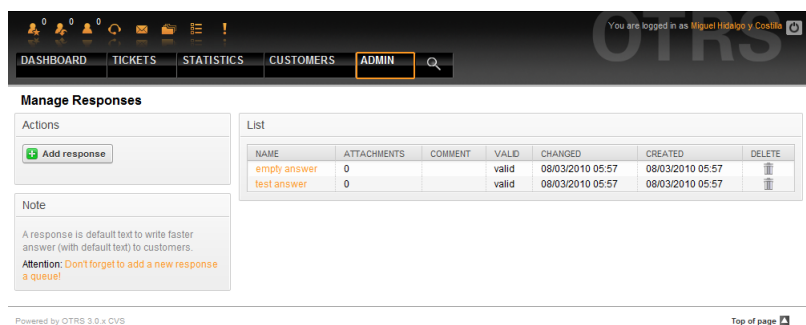 0 0 0
You are logged in as Miguel Hidalgo y Costilla
OTRS
DASHBOARD TICKETS STATISTICS CUSTOMERS ADMIN
Manage Responses
Actions
Add response
Note
A response is default text to write faster
answer (with default text) to customers.
Attention: Don't forget to add a new response
a queue!
List
NAME ATTACHMENTS COMMENT VALID CHANGED CREATED DELETE
empty answer 0 valid 08/03/2010 05:57 08/03/2010 05:57
test answer 0 valid 08/03/2010 05:57 08/03/2010 05:57
Powered by OTRS 3.0.x CVS
Top of page